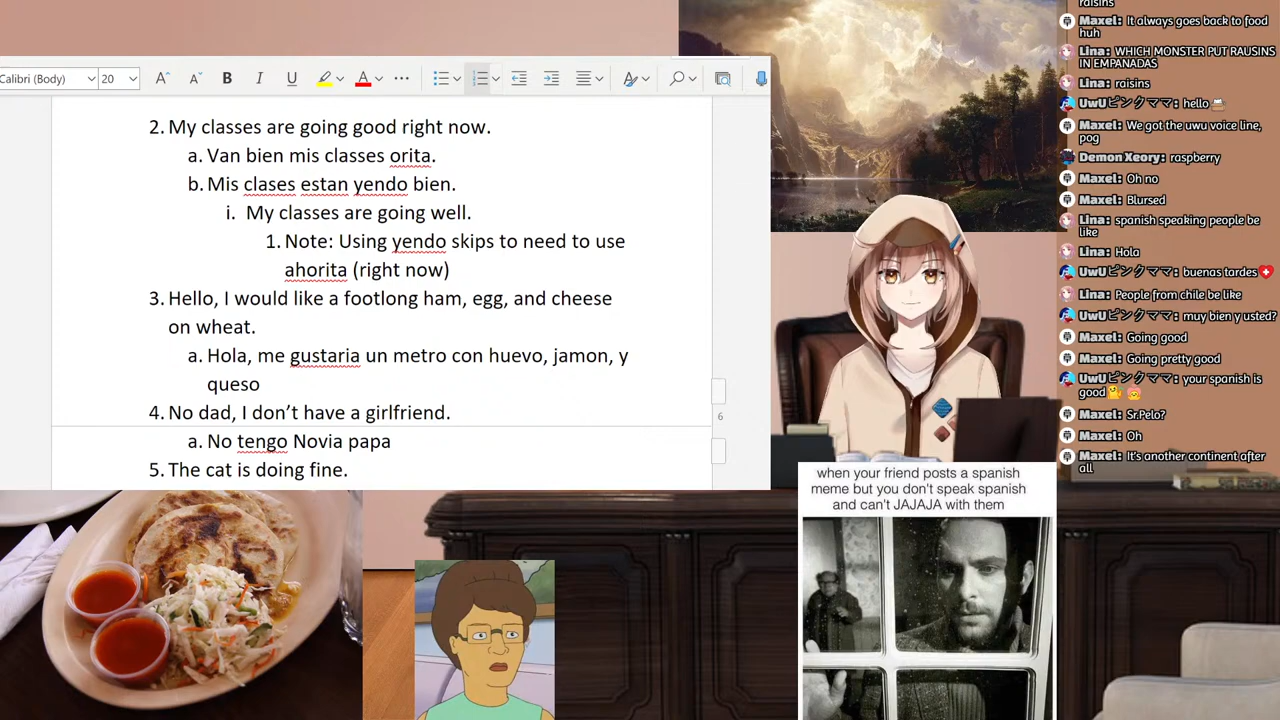 Calibri (Body)
20
2. My classes are going good right now.
a. Van bien mis classes orita.
b. Mis clases estan yendo bien.
i. My classes are going well.
1. Note: Using yendo skips to need to use
ahorita (right now)
3. Hello, I would like a footlong ham, egg, and cheese
on wheat.
a. Hola, me gustaria un metro con huevo, jamon, y
queso
4. No dad, I don't have a girlfriend.
a. No tengo Novia papa
5. The cat is doing fine.
6
raisins
Maxel: It always goes back to food
huh
Lina: WHICH MONSTER PUT RAUSINS
IN EMPANADAS
Lina: raisins
UwUピンクママ: hello
Maxel: We got the uwu voice line,
pog
Demon Xeory: raspberry
Maxel: Oh no
Maxel: Blursed
Lina: spanish speaking people be
like
Lina: Hola
UwUピンクママ: buenas tardes
Lina: People from chile be like
UwUピンクママ: muy bien y usted?
Maxel: Going good
Maxel: Going pretty good
UwUピンクママ: your spanish is
good
Maxel: Sr.Pelo?
Maxel: Oh
Maxel: It's another continent after
all
when your friend posts a spanish
meme but you don't speak spanish
and can't JAJAJA with them